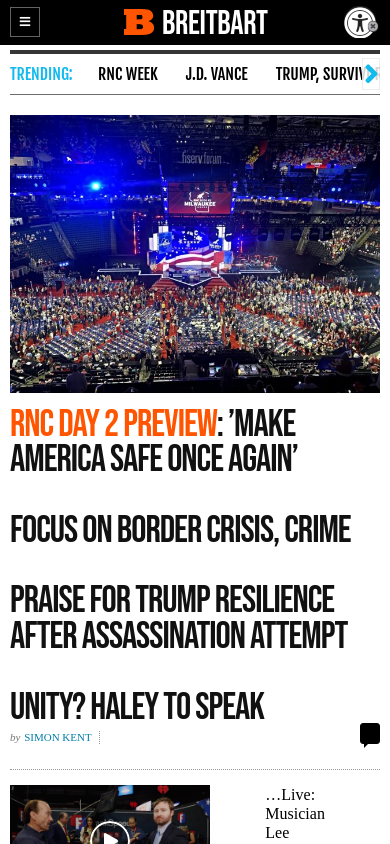 BREITBART
TRENDING: RNC WEEK J.D. VANCE TRUMP, SURVIV
fiserv.forum
MILWAUKEE
RNC DAY 2 PREVIEW: ’MAKE
AMERICA SAFE ONCE AGAIN’
FOCUS ON BORDER CRISIS, CRIME
PRAISE FOR TRUMP RESILIENCE
AFTER ASSASSINATION ATTEMPT
UNITY? HALEY TO SPEAK
by SIMON KENT
…Live:
Musician
Lee